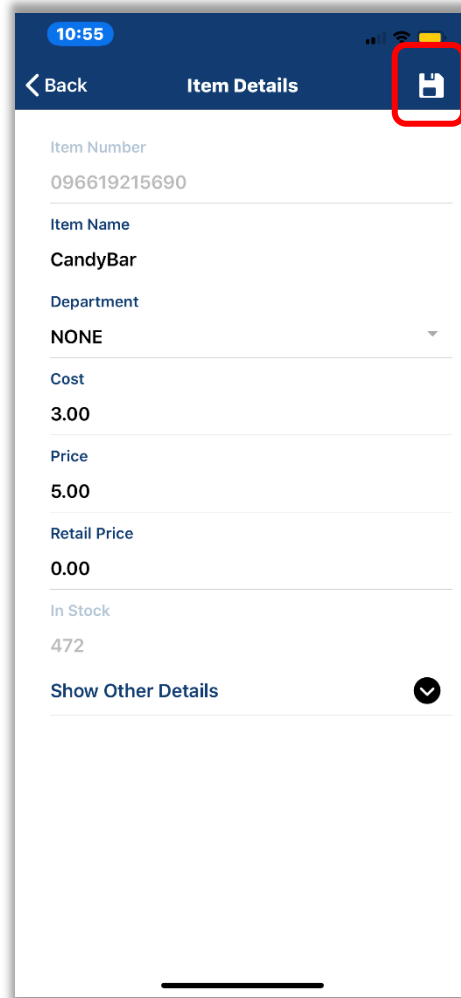 10:55
Back Item Details
Item Number
096619215690
Item Name
CandyBar
Department
NONE
Cost
3.00
Price
5.00
Retail Price
0.00
In Stock
472
Show Other Details